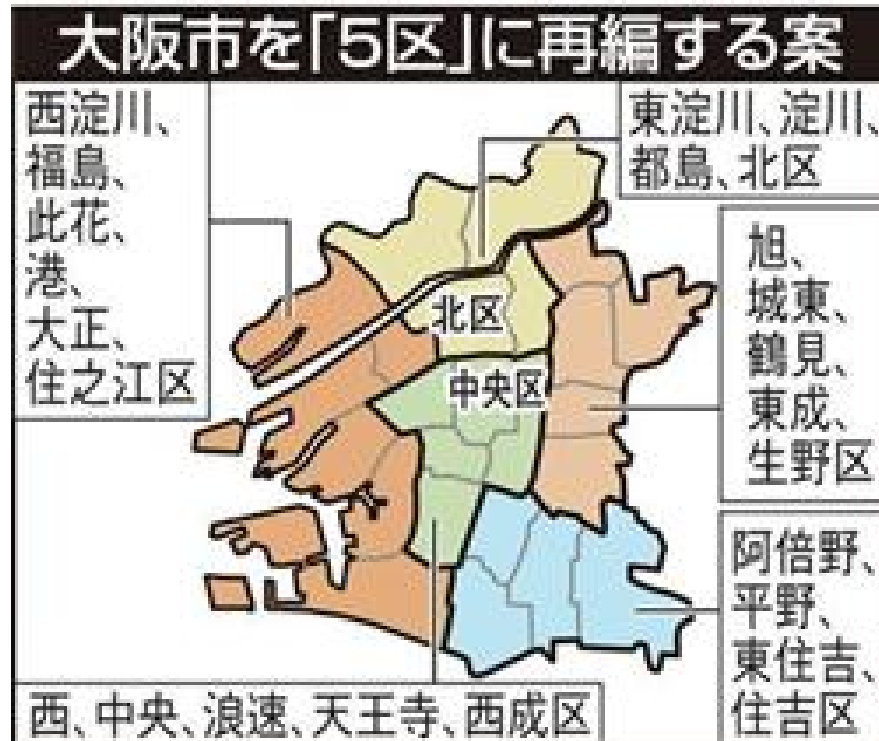 大阪市を「5区」に再編する案
西淀川、
福島、
此花、
港、
大正、
住之江区
東淀川、淀川、
都島、北区
北区
中央区
旭、
城東、
鶴見、
東成、
生野区
阿倍野、
平野、
東住吉、
住吉区
西、中央、浪速、天王寺、西成区